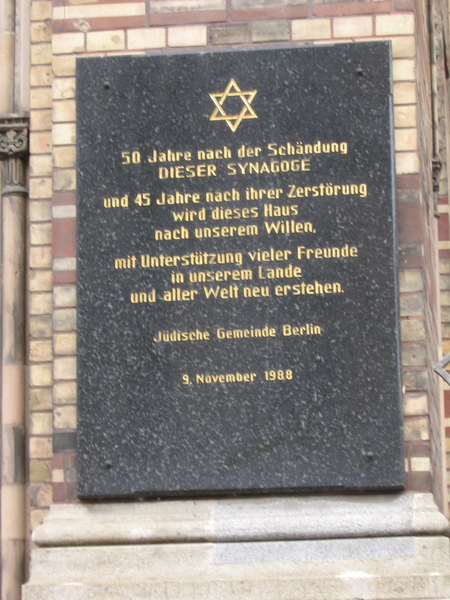 50 Jahre nach der Schändung
DIESER SYNAGOGE
und 45 Jahre nach ihrer Zerstörung
wird dieses Haus
nach unserem Willen,
mit Unterstützung vieler Freunde
in unserem Lande
und aller Welt neu erstehen.
Jüdische Gemeinde Berlin
9. November 1988